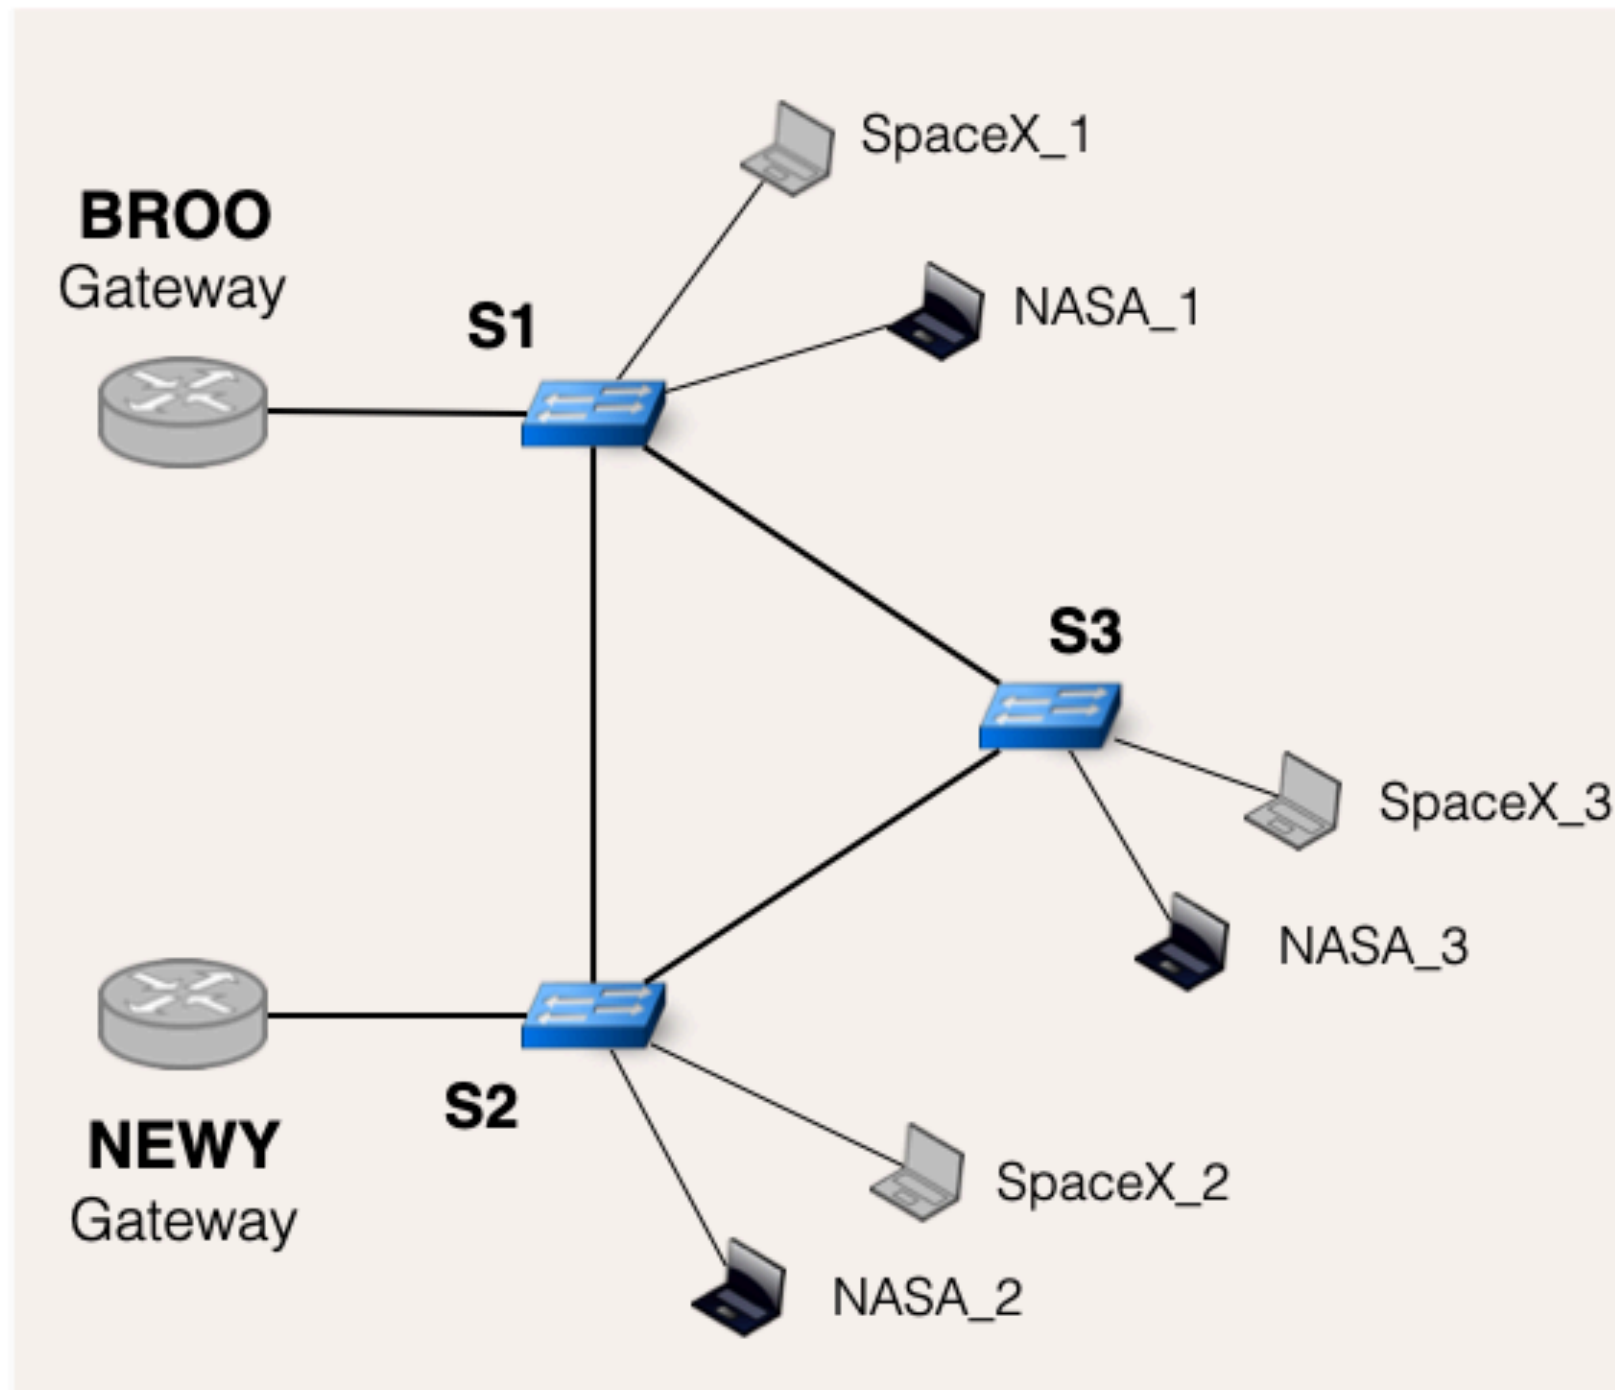 SpaceX_1
BROO
Gateway
NASA_1
S1
S3
SpaceX_3
NASA_3
S2
NEWY
Gateway
SpaceX_2
NASA_2